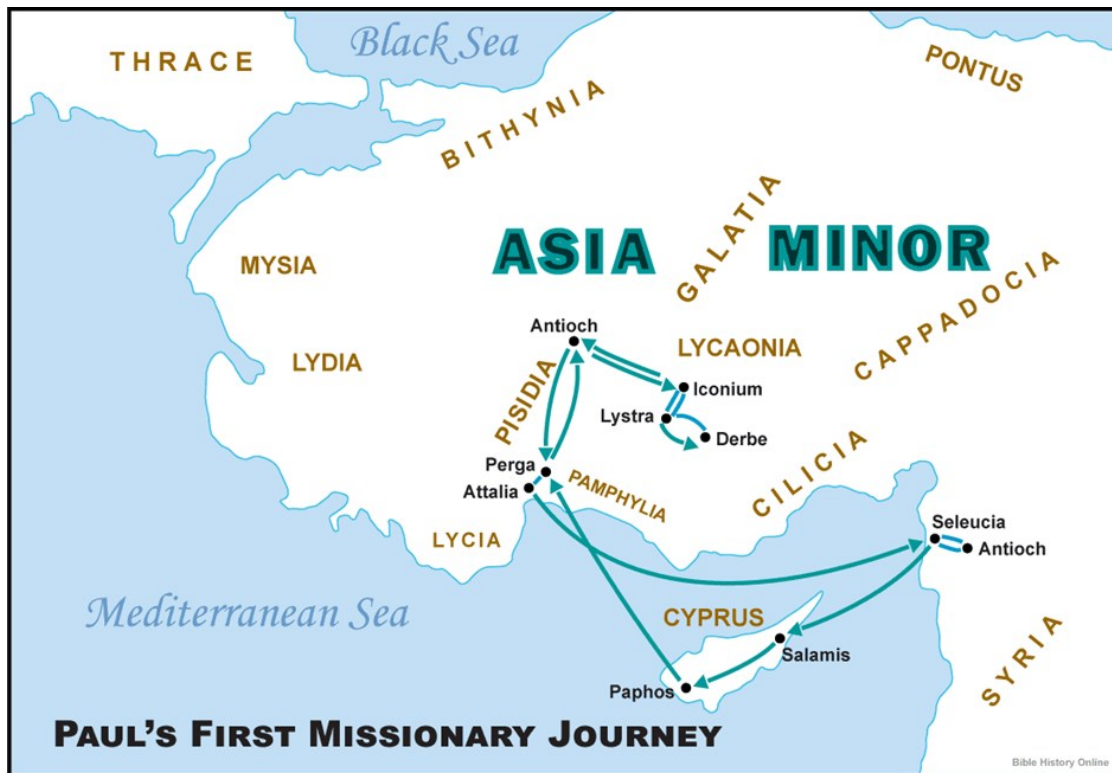 Black Sea
THRACE
PONTUS
BITHYNIA
GALATIA
ASIA MINOR
MYSIA
CAPPADOCIA
Antioch
LYCAONIA
LYDIA
PISIDIA
Iconium
Lystra
Derbe
Perga
PAMPHYLIA
CILICIA
Attalia
Seleucia
LYCIA
Antioch
Mediterranean Sea
CYPRUS
Salamis
SYRIA
Paphos
PAUL'S FIRST MISSIONARY JOURNEY
Bible History Online